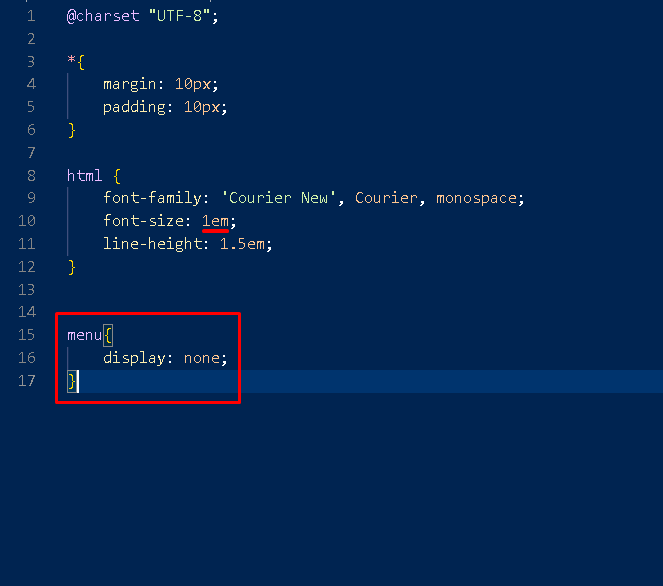 1 @charset "UTF-8";
2
3 *{
4 margin: 10px;
5 padding: 10px;
6 }
7
8 html {
9 font-family: 'Courier New', Courier, monospace;
10 font-size: 1em;
11 line-height: 1.5em;
12 }
13
14
15 menu{
16 display: none;
17 }